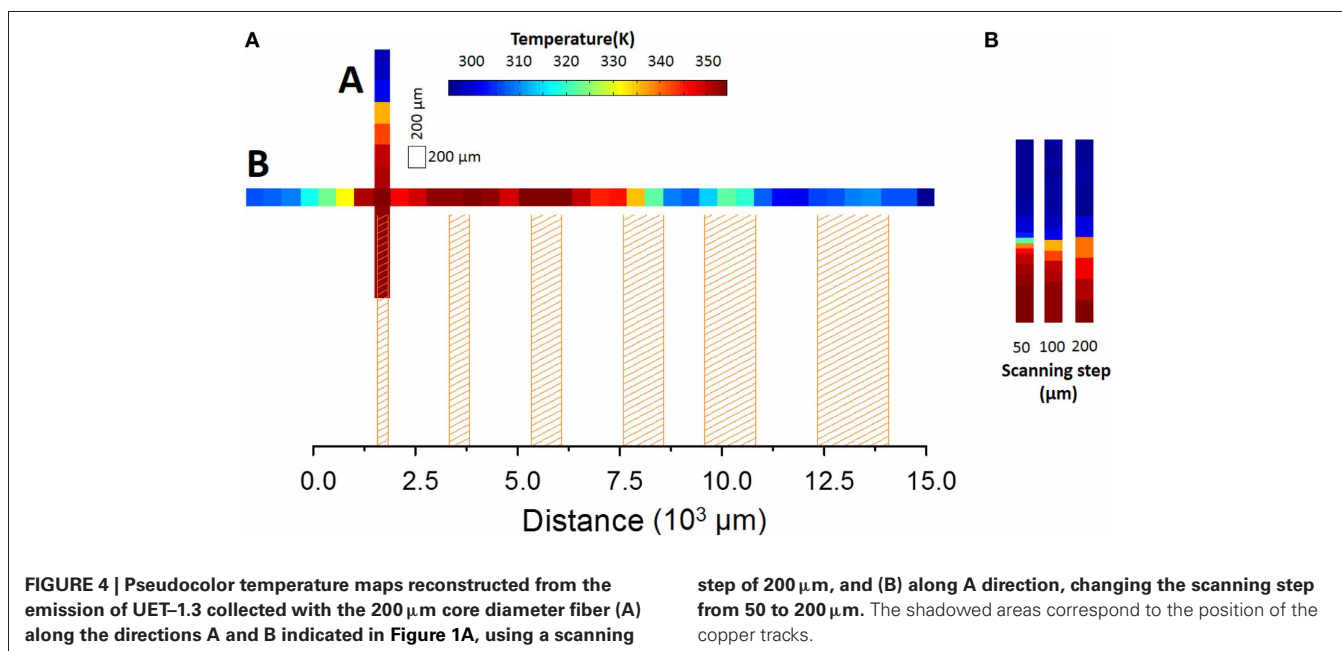 A
Temperature(K)
B
300 310 320 330 340 350
A
200 µm
200 µm
B
50 100 200
Scanning step
(µm)
0.0 2.5 5.0 7.5 10.0 12.5 15.0
Distance (10³ µm)
FIGURE 4 | Pseudocolor temperature maps reconstructed from the
emission of UET–1.3 collected with the 200 µm core diameter fiber (A)
along the directions A and B indicated in Figure 1A, using a scanning
step of 200 µm, and (B) along A direction, changing the scanning step
from 50 to 200 µm. The shadowed areas correspond to the position of the
copper tracks.